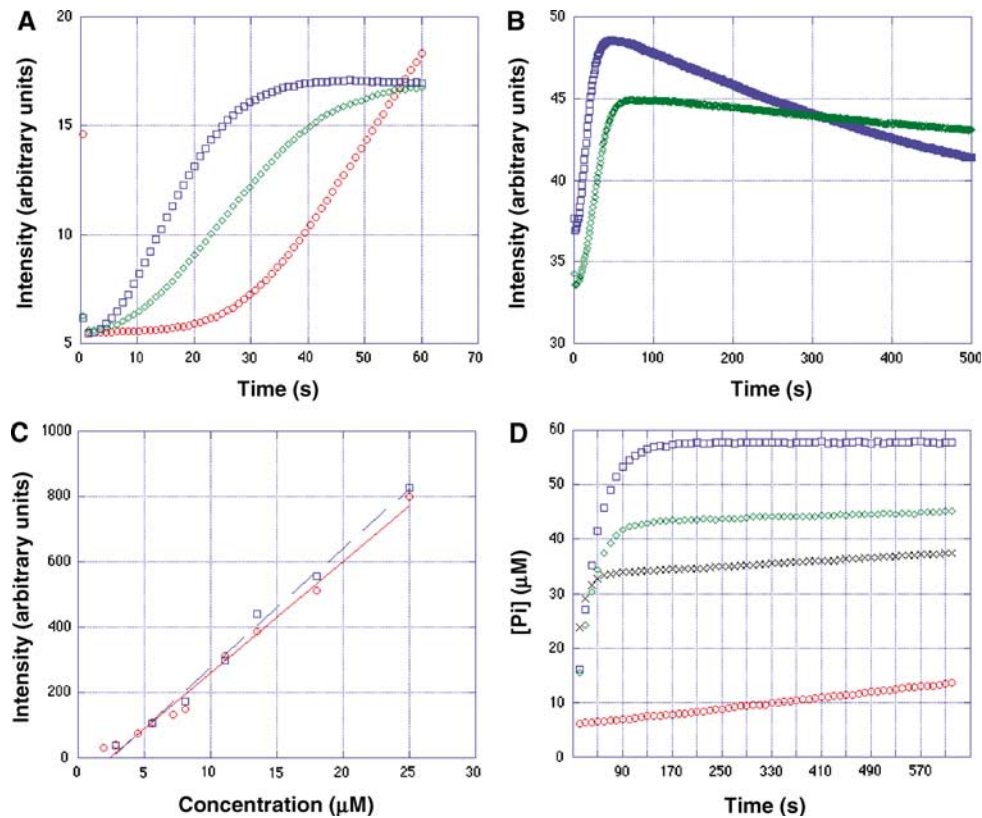 A
Intensity (arbitrary units)
20
15
10
5
0 10 20 30 40 50 60 70
Time (s)
B
Intensity (arbitrary units)
50
45
40
35
30
0 100 200 300 400 500
Time (s)
C
Intensity (arbitrary units)
1000
800
600
400
200
0
0 5 10 15 20 25 30
Concentration (μM)
D
[Pi] (μM)
60
50
40
30
20
10
0
90 170 250 330 410 490 570
Time (s)